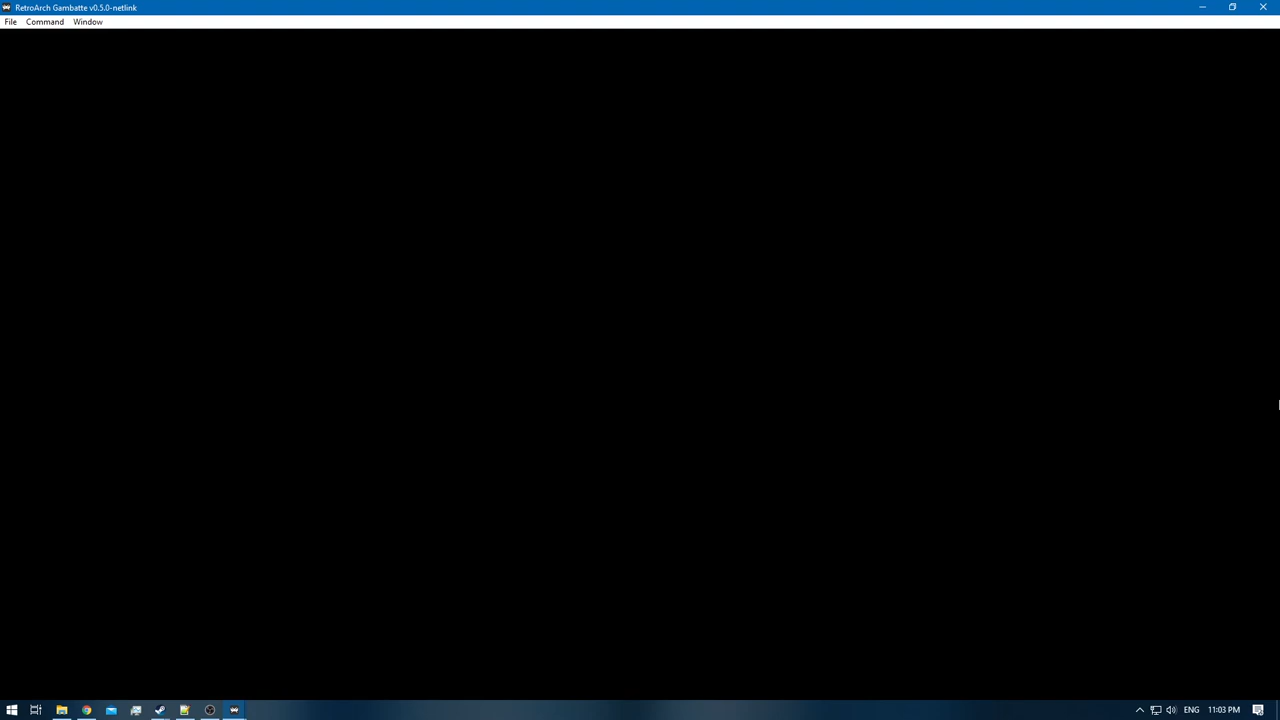 RetroArch Gambatte v0.5.0-netlink
File Command Window
ENG 11:03 PM